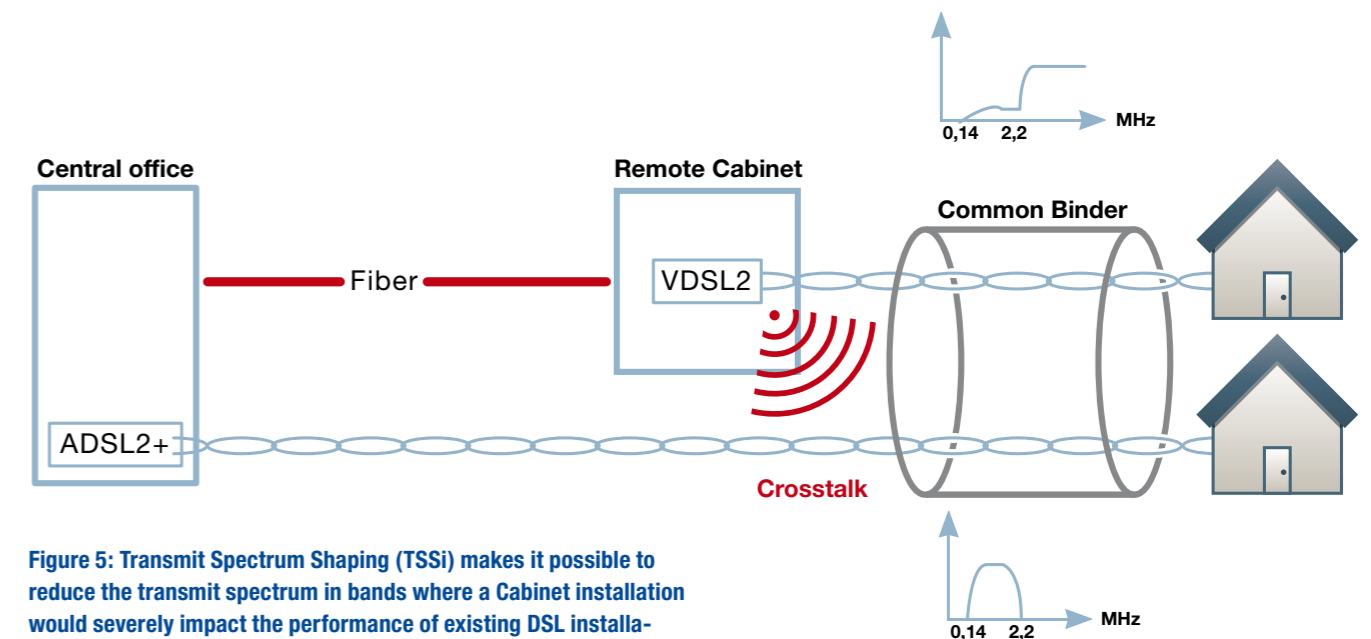 MHz
0,14 2,2
Central office
Remote Cabinet
Common Binder
VDSL2
Fiber
ADSL2+
Crosstalk
Figure 5: Transmit Spectrum Shaping (TSSi) makes it possible to
reduce the transmit spectrum in bands where a Cabinet installation
would severely impact the performance of existing DSL installa-
MHz
0,14 2,2